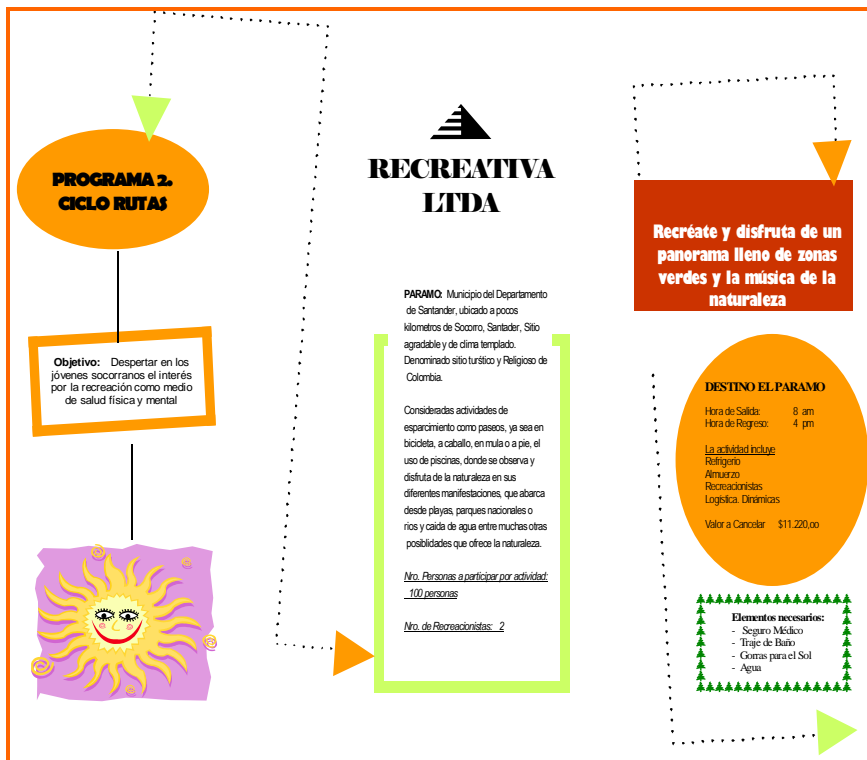 PROGRAMA 2.
CICLO RUTAS
Objetivo: Despertar en los
jóvenes socorranos el interés
por la recreación como medio
de salud física y mental
RECREATIVA
LTDA
PARAMO: Municipio del Departamento
de Santander, ubicado a pocos
kilometros de Socorro, Santader, Sitio
agradable y de clima templado.
Denominado sitio turístico y Religioso de
Colombia.
Consideradas actividades de
esparcimiento como paseos, ya sea en
bicicleta, a caballo, en mula o a pie, el
uso de piscinas, donde se observa y
disfruta de la naturaleza en sus
diferentes manifestaciones, que abarca
desde playas, parques nacionales o
rios y caida de agua entre muchas otras
posiblidades que ofrece la naturaleza.
Nro. Personas a participar por actividad:
100 personas
Nro. de Recreacionistas: 2
Recréate y disfruta de un
panorama lleno de zonas
verdes y la música de la
naturaleza
DESTINO EL PARAMO
Hora de Salida: 8 am
Hora de Regreso: 4 pm
La actividad incluye
Refrigerio
Almuerzo
Recreacionistas
Logística. Dinámicas
Valor a Cancelar $11.220,oo
Elementos necesarios:
- Seguro Médico
- Traje de Baño
- Gorras para el Sol
- Agua